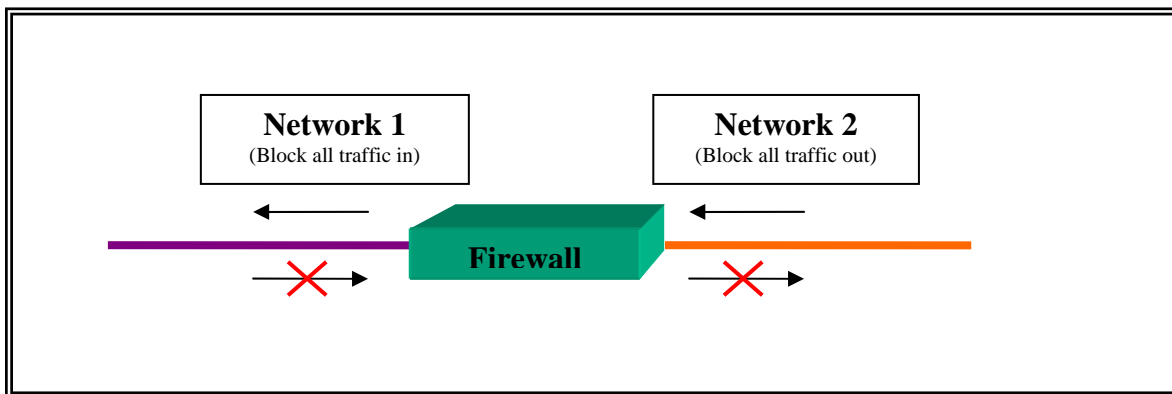 Network 1
(Block all traffic in)
Network 2
(Block all traffic out)
Firewall